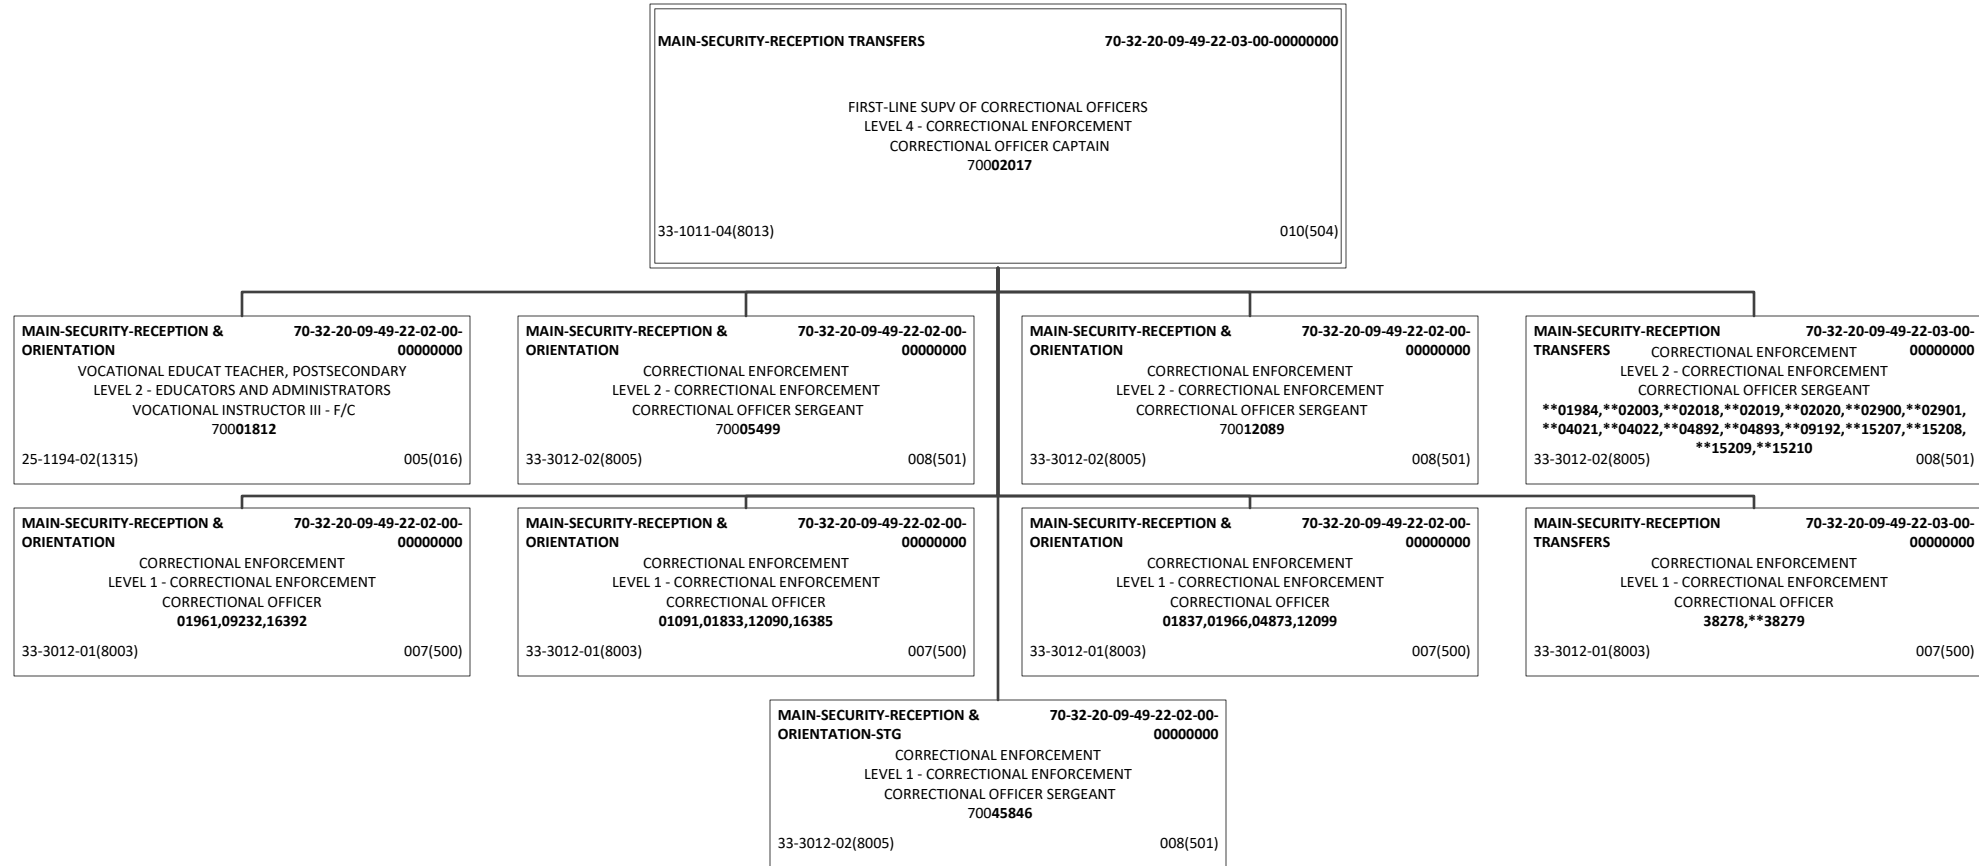 MAIN-SECURITY-RECEPTION TRANSFERS 70-32-20-09-49-22-03-00-00000000
FIRST-LINE SUPV OF CORRECTIONAL OFFICERS
LEVEL 4 - CORRECTIONAL ENFORCEMENT
CORRECTIONAL OFFICER CAPTAIN
70002017
33-1011-04(8013) 010(504)
MAIN-SECURITY-RECEPTION & 70-32-20-09-49-22-02-00-
ORIENTATION 00000000
VOCATIONAL EDUCAT TEACHER, POSTSECONDARY
LEVEL 2 - EDUCATORS AND ADMINISTRATORS
VOCATIONAL INSTRUCTOR III - F/C
70001812
25-1194-02(1315) 005(016)
MAIN-SECURITY-RECEPTION & 70-32-20-09-49-22-02-00-
ORIENTATION 00000000
CORRECTIONAL ENFORCEMENT
LEVEL 2 - CORRECTIONAL ENFORCEMENT
CORRECTIONAL OFFICER SERGEANT
70005499
33-3012-02(8005) 008(501)
MAIN-SECURITY-RECEPTION & 70-32-20-09-49-22-02-00-
ORIENTATION 00000000
CORRECTIONAL ENFORCEMENT
LEVEL 2 - CORRECTIONAL ENFORCEMENT
CORRECTIONAL OFFICER SERGEANT
70012089
33-3012-02(8005) 008(501)
MAIN-SECURITY-RECEPTION 70-32-20-09-49-22-03-00-
TRANSFERS CORRECTIONAL ENFORCEMENT 00000000
LEVEL 2 - CORRECTIONAL ENFORCEMENT
CORRECTIONAL OFFICER SERGEANT
**01984,**02003,**02018,**02019,**02020,**02900,**02901,
**04021,**04022,**04892,**04893,**09192,**15207,**15208,
**15209,**15210
33-3012-02(8005) 008(501)
MAIN-SECURITY-RECEPTION & 70-32-20-09-49-22-02-00-
ORIENTATION 00000000
CORRECTIONAL ENFORCEMENT
LEVEL 1 - CORRECTIONAL ENFORCEMENT
CORRECTIONAL OFFICER
01961,09232,16392
33-3012-01(8003) 007(500)
MAIN-SECURITY-RECEPTION & 70-32-20-09-49-22-02-00-
ORIENTATION 00000000
CORRECTIONAL ENFORCEMENT
LEVEL 1 - CORRECTIONAL ENFORCEMENT
CORRECTIONAL OFFICER
01091,01833,12090,16385
33-3012-01(8003) 007(500)
MAIN-SECURITY-RECEPTION & 70-32-20-09-49-22-02-00-
ORIENTATION 00000000
CORRECTIONAL ENFORCEMENT
LEVEL 1 - CORRECTIONAL ENFORCEMENT
CORRECTIONAL OFFICER
01837,01966,04873,12099
33-3012-01(8003) 007(500)
MAIN-SECURITY-RECEPTION 70-32-20-09-49-22-03-00-
TRANSFERS 00000000
CORRECTIONAL ENFORCEMENT
LEVEL 1 - CORRECTIONAL ENFORCEMENT
CORRECTIONAL OFFICER
38278,**38279
33-3012-01(8003) 007(500)
MAIN-SECURITY-RECEPTION & 70-32-20-09-49-22-02-00-
ORIENTATION-STG 00000000
CORRECTIONAL ENFORCEMENT
LEVEL 1 - CORRECTIONAL ENFORCEMENT
CORRECTIONAL OFFICER SERGEANT
70045846
33-3012-02(8005) 008(501)